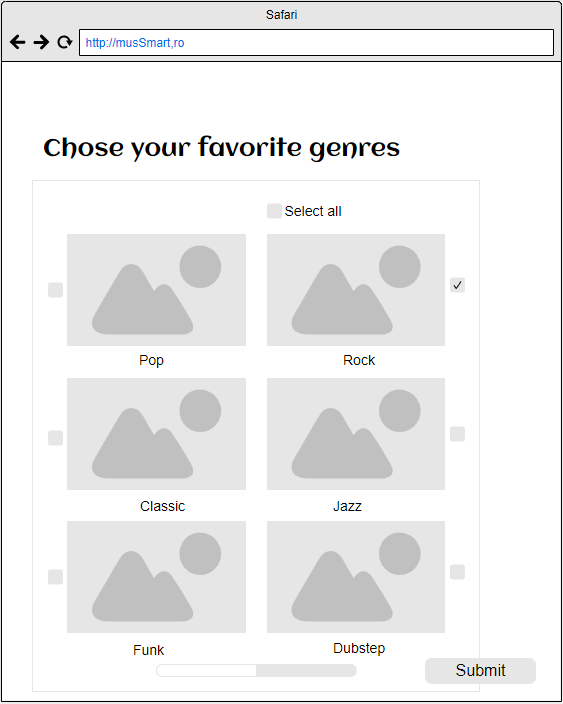 Safari
http://musSmart,ro
Chose your favorite genres
Select all
Pop
Rock
Classic
Jazz
Funk
Dubstep
Submit